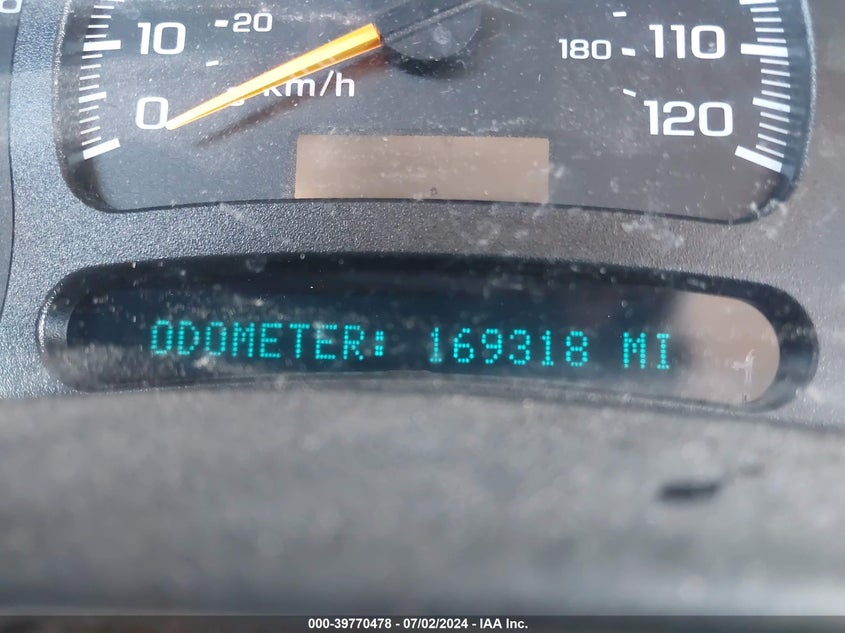 10 20 180 110
km/h
0 120
ODOMETER: 169318 MI
000-39770478 - 07/02/2024 - IAA Inc.